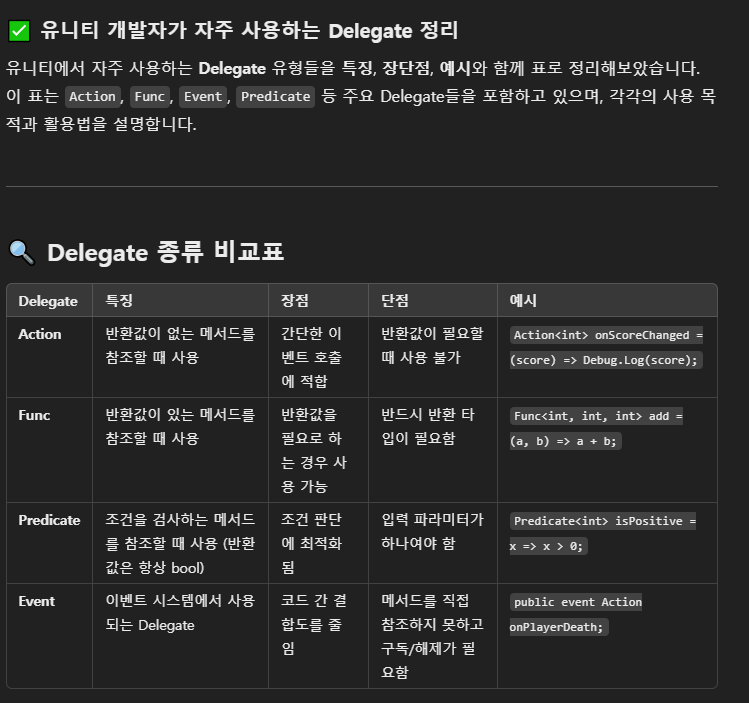 ✅ 유니티 개발자가 자주 사용하는 Delegate 정리
유니티에서 자주 사용하는 Delegate 유형들을 특징, 장단점, 예시와 함께 표로 정리해보았습니다.
이 표는 Action, Func, Event, Predicate 등 주요 Delegate들을 포함하고 있으며, 각각의 사용 목
적과 활용법을 설명합니다.
🔍 Delegate 종류 비교표
Delegate 특징 장점 단점 예시
Action
반환값이 없는 메서드를
참조할 때 사용
간단한 이
벤트 호출
에 적합
반환값이 필요할
때 사용 불가
Action<int> onScoreChanged =
(score) => Debug.Log(score);
Func
반환값이 있는 메서드를
참조할 때 사용
반환값을
필요로 하
는 경우 사
용 가능
반드시 반환 타
입이 필요함
Func<int, int, int> add =
(a, b) => a + b;
Predicate
조건을 검사하는 메서드
를 참조할 때 사용 (반환
값은 항상 bool)
조건 판단
에 최적화
됨
입력 파라미터가
하나여야 함
Predicate<int> isPositive =
x => x > 0;
Event
이벤트 시스템에서 사용
되는 Delegate
코드 간 결
합도를 줄
임
메서드를 직접
참조하지 못하고
구독/해제가 필
요함
public event Action
onPlayerDeath;